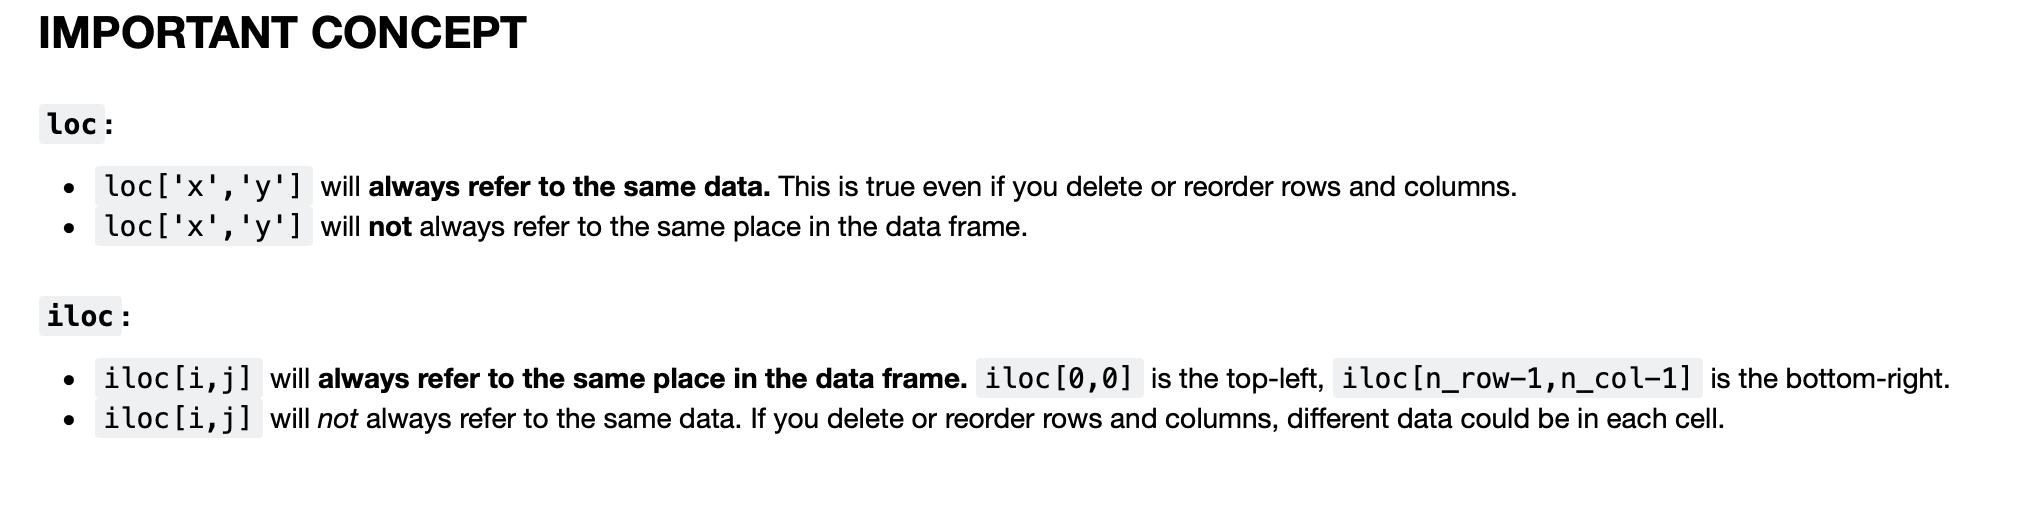 IMPORTANT CONCEPT
loc:
loc['x','y'] will always refer to the same data. This is true even if you delete or reorder rows and columns.
loc['x','y'] will not always refer to the same place in the data frame.
iloc:
iloc[i,j] will always refer to the same place in the data frame. iloc[0,0] is the top-left, iloc[n_row-1,n_col-1] is the bottom-right.
iloc[i,j] will not always refer to the same data. If you delete or reorder rows and columns, different data could be in each cell.